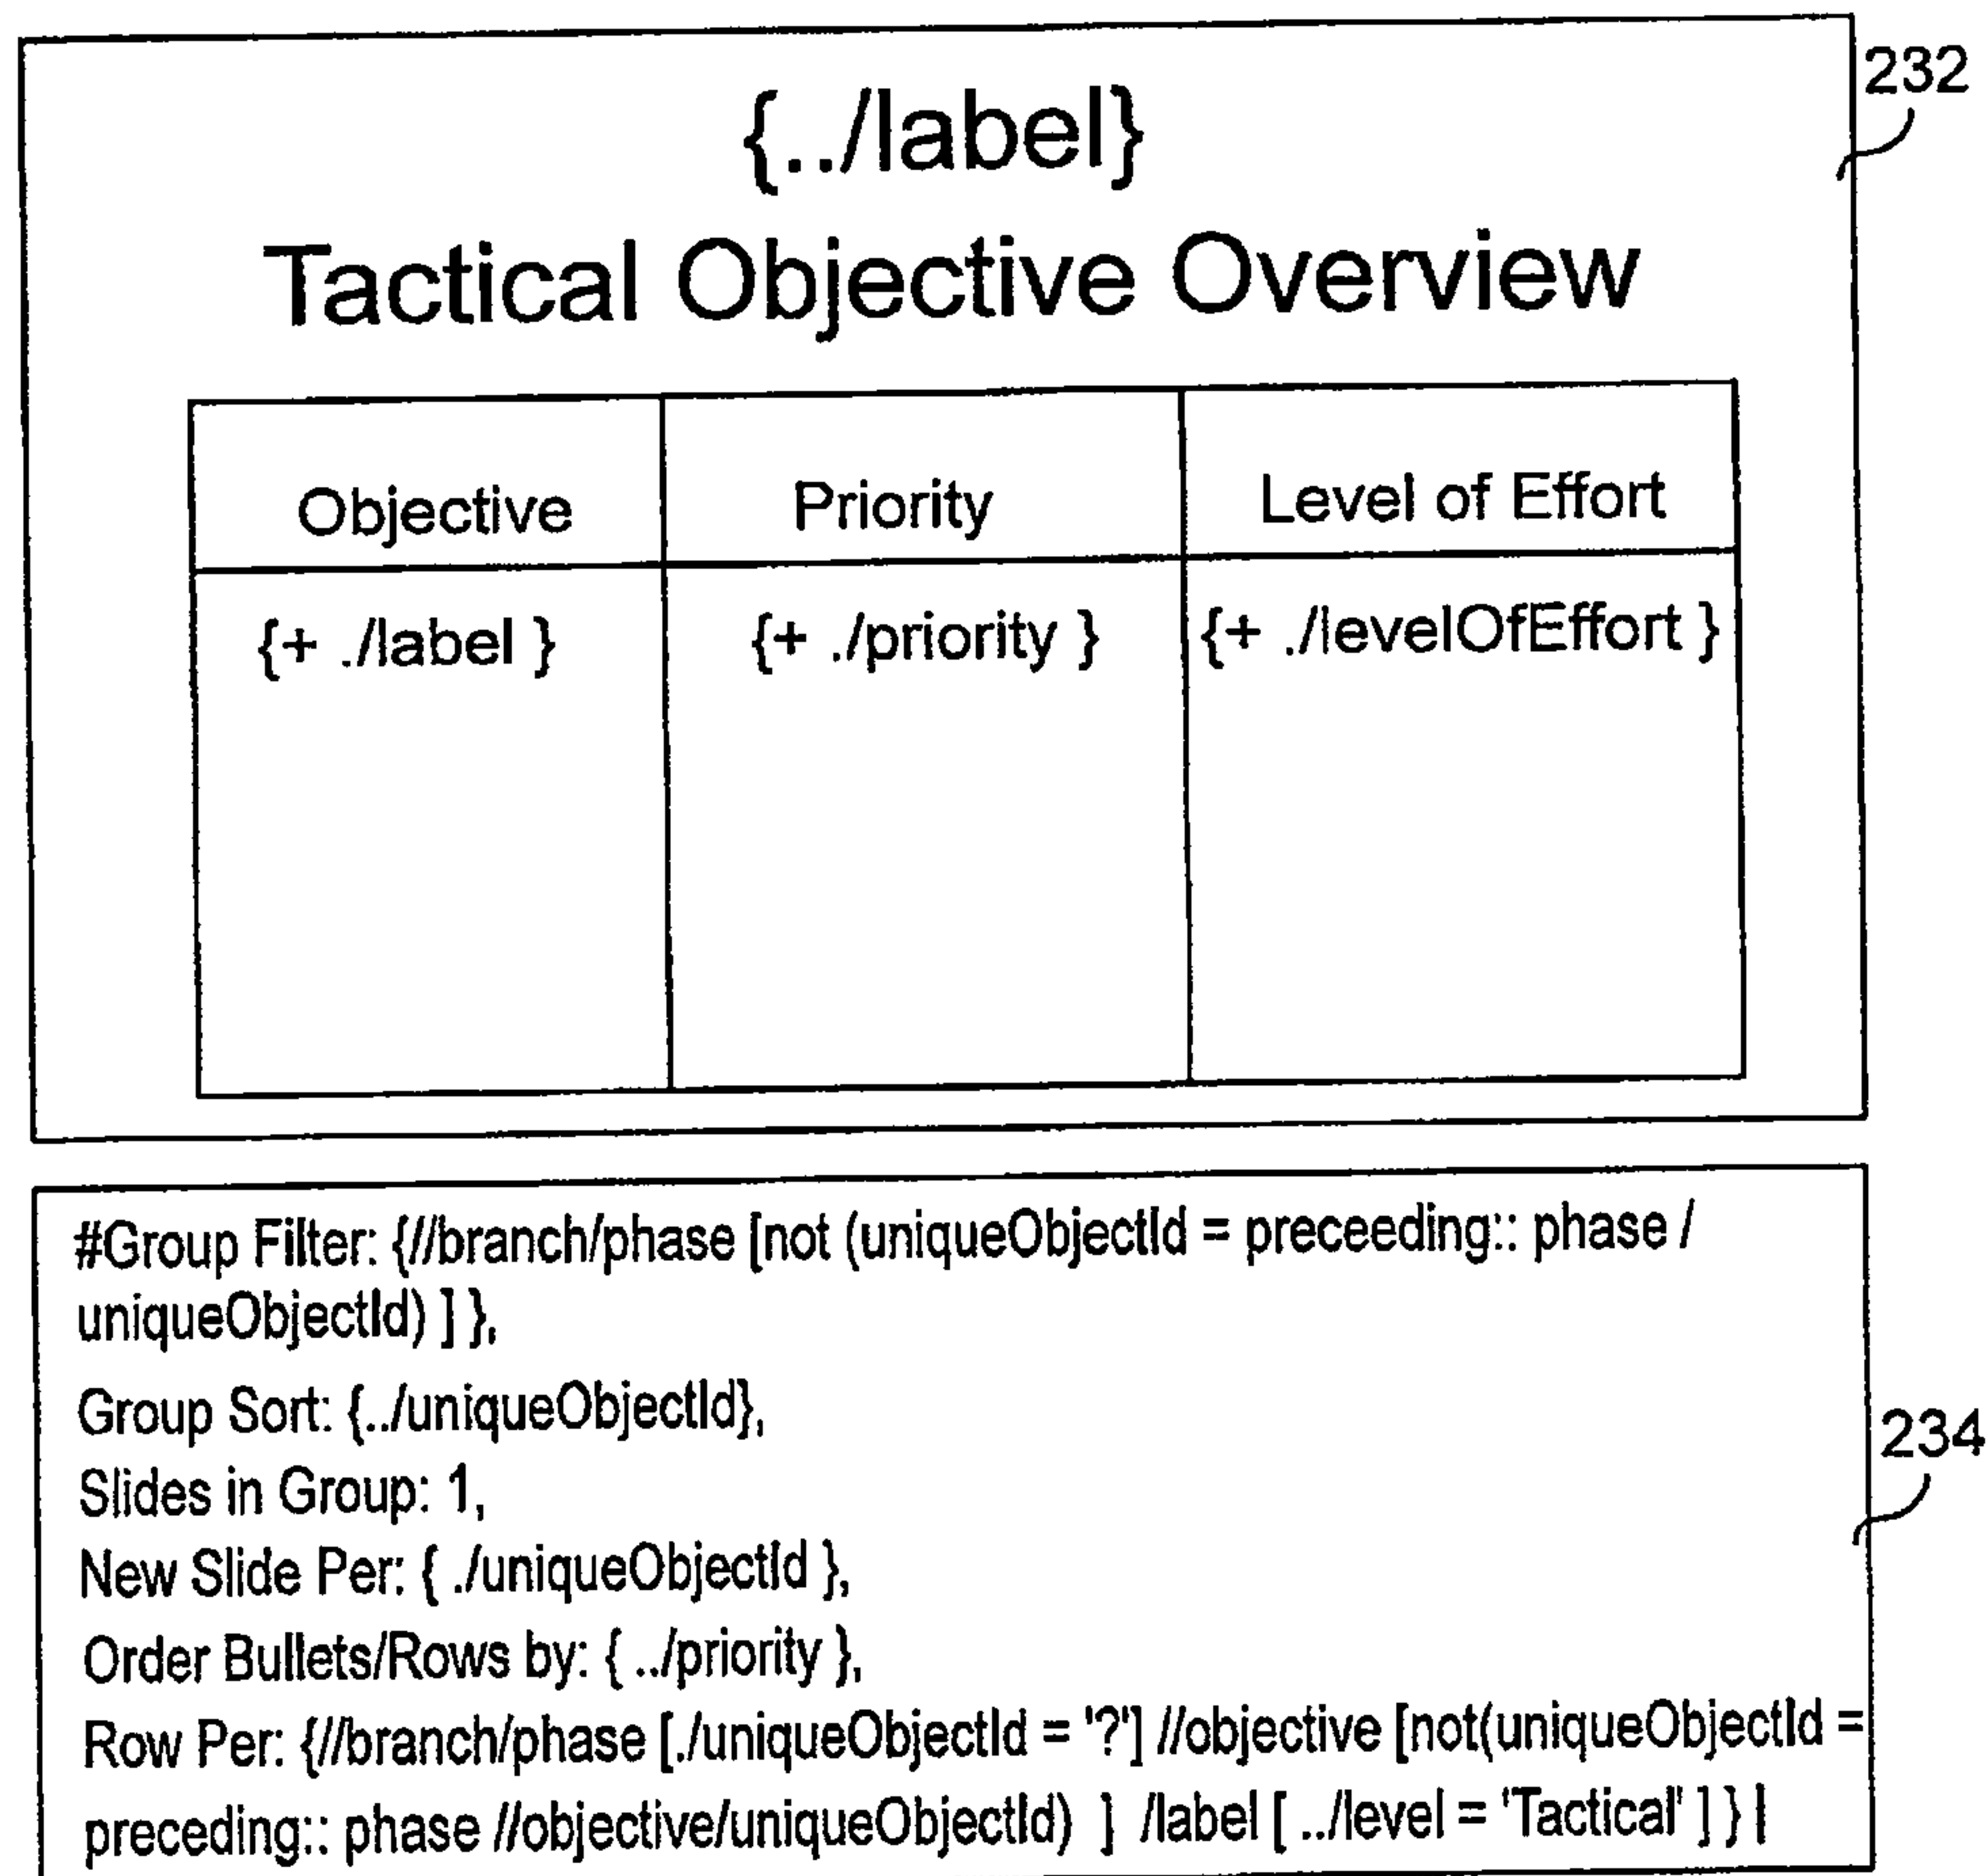 232
{../label}
Tactical Objective Overview
Objective Priority Level of Effort
{+ ./label } {+ ./priority } {+ ./levelOfEffort }
#Group Filter: {//branch/phase [not (uniqueObjectId = preceeding:: phase /
uniqueObjectId) ] },
Group Sort: {../uniqueObjectId},
234
Slides in Group: 1,
New Slide Per: { ./uniqueObjectId },
Order Bullets/Rows by: { ../priority },
Row Per: {//branch/phase [./uniqueObjectId = '?'] //objective [not(uniqueObjectId =
preceding:: phase //objective/uniqueObjectId) ] /label [ ../level = 'Tactical' ] } |